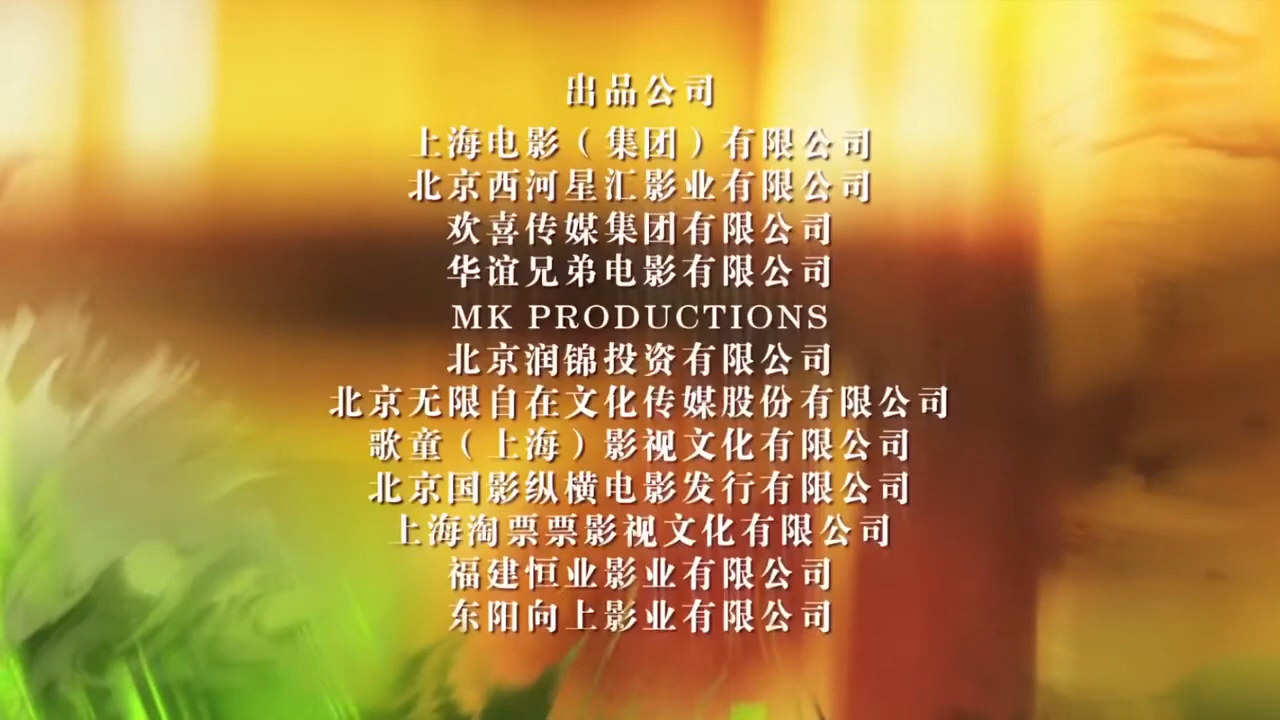 出品公司
上海电影（集团）有限公司
北京西河星汇影业有限公司
欢喜传媒集团有限公司
华谊兄弟电影有限公司
MK PRODUCTIONS
北京润锦投资有限公司
北京无限自在文化传媒股份有限公司
歌童（上海）影视文化有限公司
北京国影纵横电影发行有限公司
上海淘票票影视文化有限公司
福建恒业影业有限公司
东阳向上影业有限公司